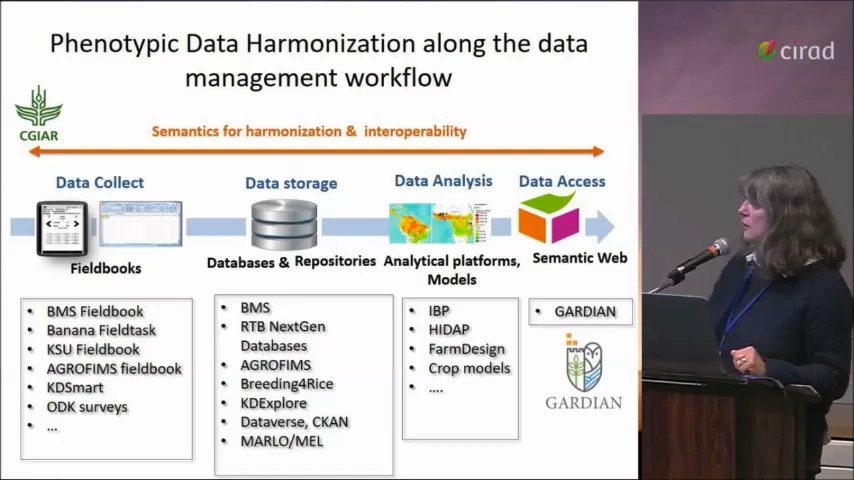 Phenotypic Data Harmonization along the data
management workflow
cirad
CGIAR
Semantics for harmonization & interoperability
Data Collect
Data storage
Data Analysis
Data Access
Fieldbooks
Databases & Repositories
Analytical platforms,
Models
Semantic Web
• BMS Fieldbook
• Banana Fieldtask
• KSU Fieldbook
• AGROFIMS fieldbook
• KDSmart
• ODK surveys
• ...
• BMS
• RTB NextGen
Databases
• AGROFIMS
• Breeding4Rice
• KDExplore
• Dataverse, CKAN
• MARLO/MEL
• IBP
• HIDAP
• FarmDesign
• Crop models
• ....
• GARDIAN
GARDIAN